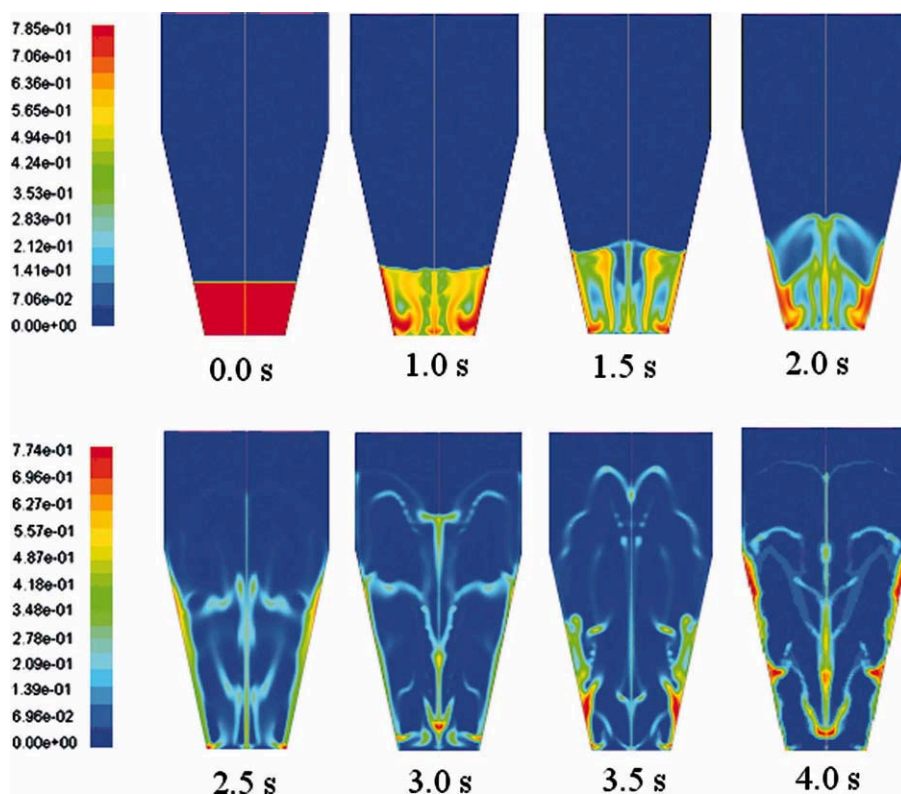 7.85e-01
7.06e-01
6.36e-01
5.65e-01
4.94e-01
4.24e-01
3.53e-01
2.83e-01
2.12e-01
1.41e-01
7.06e-02
0.00e+00
0.0 s
1.0 s
1.5 s
2.0 s
7.74e-01
6.96e-01
6.27e-01
5.57e-01
4.87e-01
4.18e-01
3.48e-01
2.78e-01
2.09e-01
1.39e-01
6.96e-02
0.00e+00
2.5 s
3.0 s
3.5 s
4.0 s